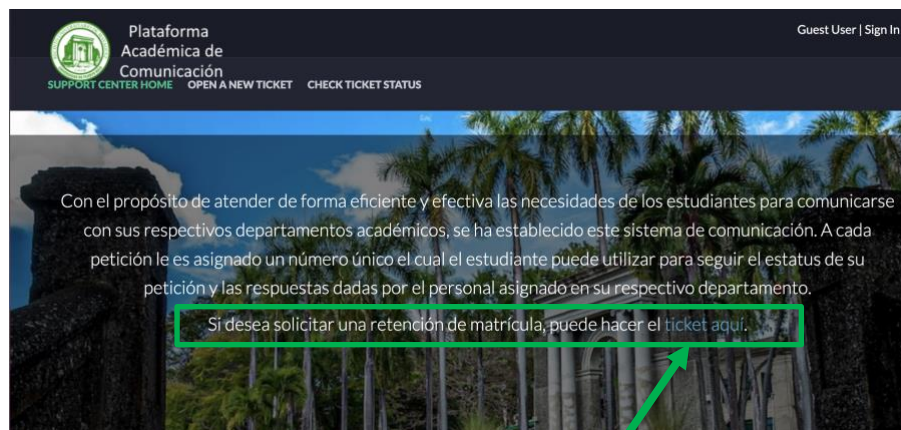 Plataforma
Académica de
Comunicación
Guest User | Sign In
SUPPORT CENTER HOME OPEN A NEW TICKET CHECK TICKET STATUS
Con el propósito de atender de forma eficiente y efectiva las necesidades de los estudiantes para comunicarse
con sus respectivos departamentos académicos, se ha establecido este sistema de comunicación. A cada
petición le es asignado un número único el cual el estudiante puede utilizar para seguir el estatus de su
petición y las respuestas dadas por el personal asignado en su respectivo departamento.
Si desea solicitar una retención de matrícula, puede hacer el ticket aquí.